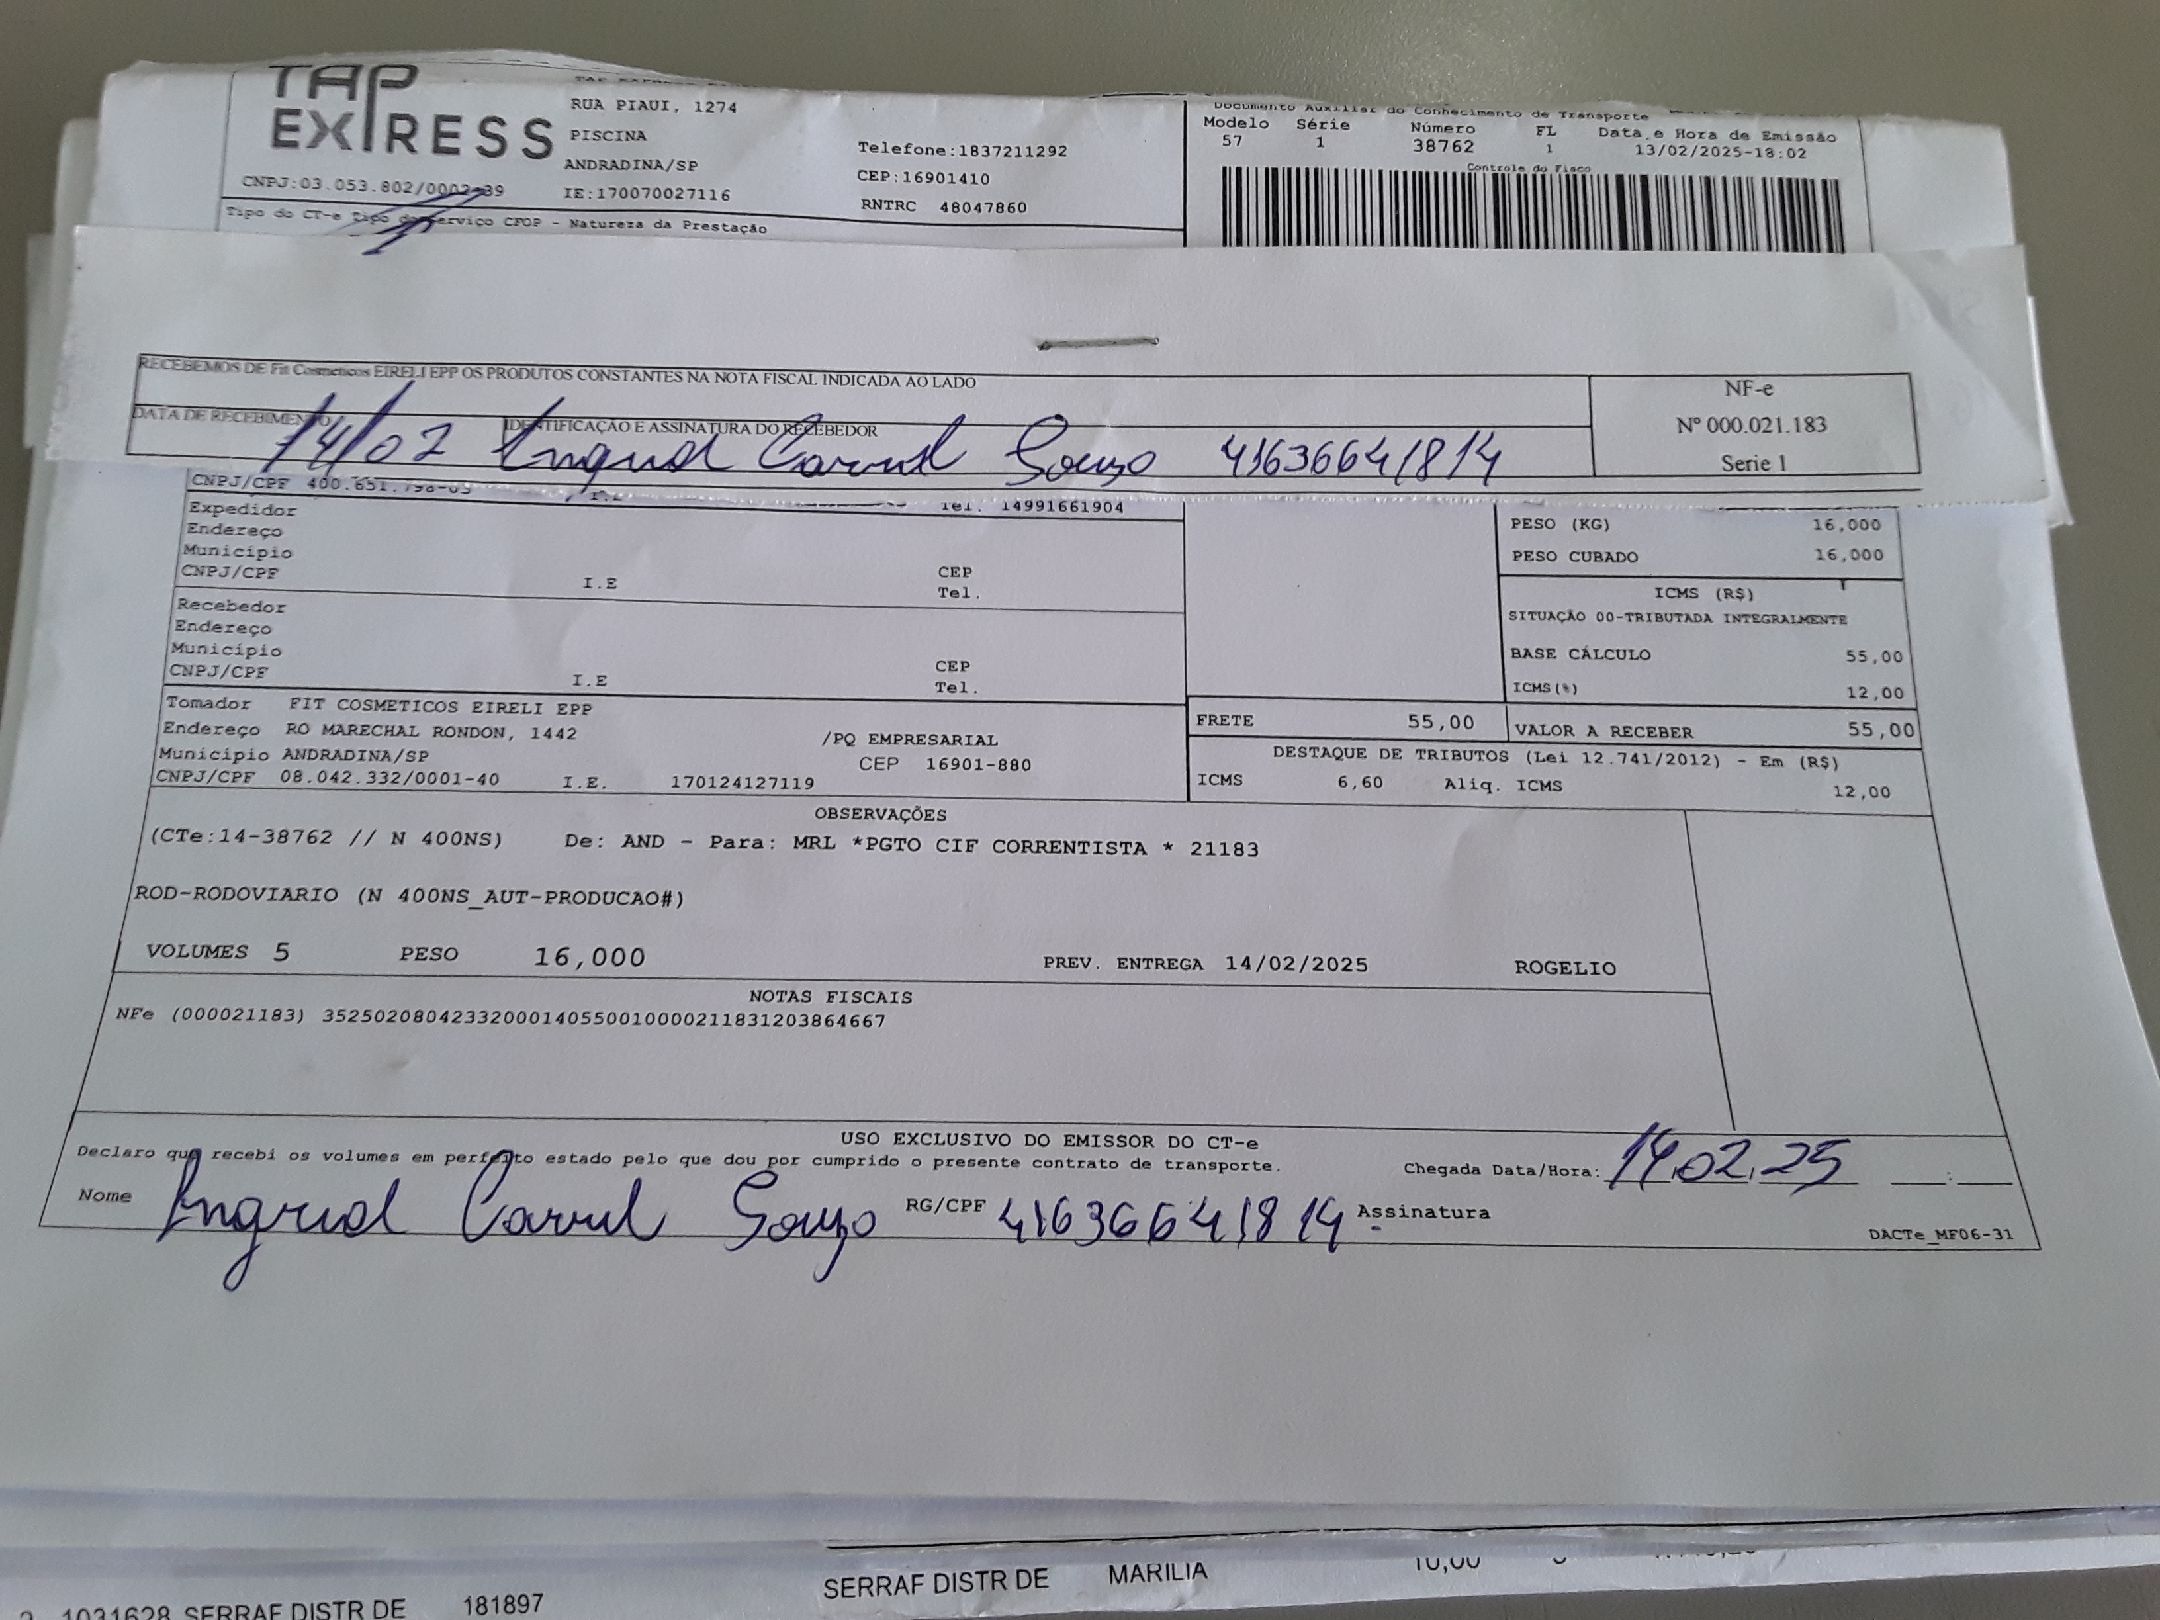 TAP
EXPRESS
RUA PIAUI, 1274
PISCINA
ANDRADINA/SP
CNPJ:03.053.802/0002-39 IE:170070027116
Telefone:1837211292
CEP:16901410
RNTRC 48047860
Tipo do CT-e Tipo do Serviço CFOP - Natureza da Prestação
Documento Auxiliar do Conhecimento de Transporte
Modelo Série Número FL Data e Hora de Emissão
57 1 38762 1 13/02/2025-18:02
Controle do Fisco
RECEBEMOS DE Fit Cosmeticos EIRELI EPP OS PRODUTOS CONSTANTES NA NOTA FISCAL INDICADA AO LADO
DATA DE RECEBIMENTO IDENTIFICAÇÃO E ASSINATURA DO RECEBEDOR
14/02 Ingrid Souza 41636641814
NF-e
Nº 000.021.183
Serie 1
CNPJ/CPF 400.651.798-05 I.E Tel. 14991661904
Expedidor
Endereço
Município
CNPJ/CPF I.E CEP
Tel.
Recebedor
Endereço
Município
CNPJ/CPF I.E CEP
Tel.
PESO (KG) 16,000
PESO CUBADO 16,000
ICMS (R$)
SITUAÇÃO 00-TRIBUTADA INTEGRALMENTE
BASE CÁLCULO 55,00
ICMS(%) 12,00
Tomador FIT COSMETICOS EIRELI EPP
Endereço RO MARECHAL RONDON, 1442 /PQ EMPRESARIAL
Município ANDRADINA/SP CEP 16901-880
CNPJ/CPF 08.042.332/0001-40 I.E. 170124127119
FRETE 55,00 VALOR A RECEBER 55,00
DESTAQUE DE TRIBUTOS (Lei 12.741/2012) - Em (R$)
ICMS 6,60 Aliq. ICMS 12,00
OBSERVAÇÕES
(CTe:14-38762 // N 400NS) De: AND - Para: MRL *PGTO CIF CORRENTISTA * 21183
ROD-RODOVIARIO (N 400NS_AUT-PRODUCAO#)
VOLUMES 5 PESO 16,000 PREV. ENTREGA 14/02/2025 ROGELIO
NOTAS FISCAIS
NFe (000021183) 35250208042332000140550010000211831203864667
USO EXCLUSIVO DO EMISSOR DO CT-e
Declaro que recebi os volumes em perfeito estado pelo que dou por cumprido o presente contrato de transporte. Chegada Data/Hora: 14.02.25 :
Nome Ingrid Souza RG/CPF 41636641814 Assinatura
DACTe_MF06-31
SERRAF DISTR DE MARILIA 10,00
1031628 SERRAF DISTR DE 181897